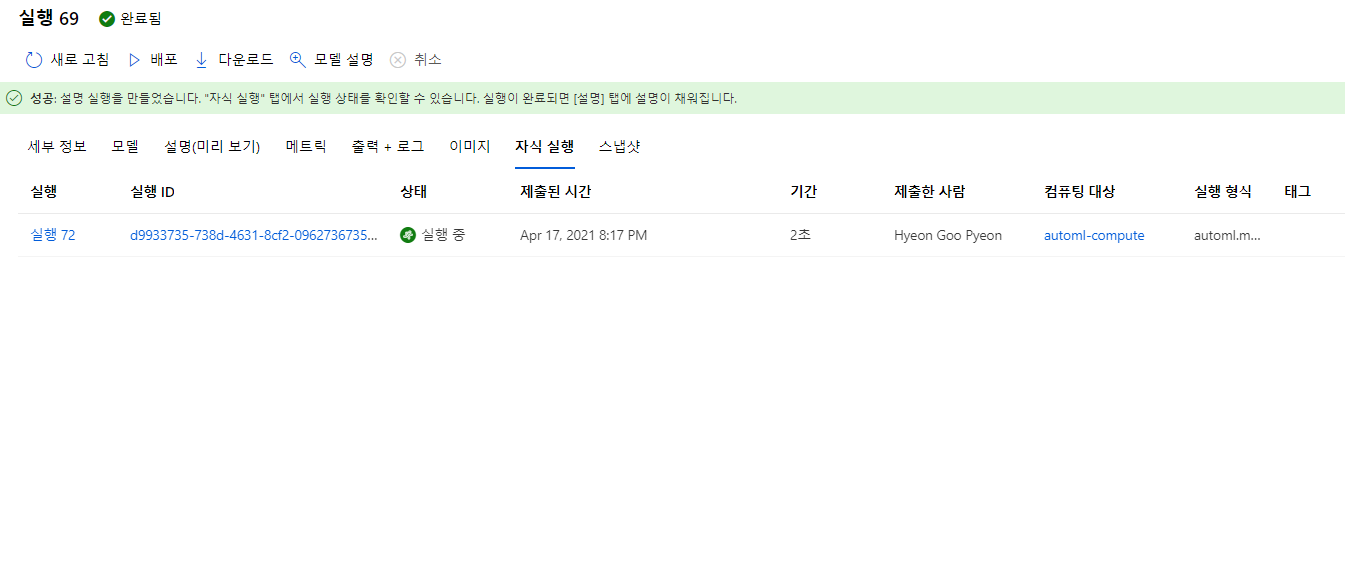 실행 69 완료됨
새로 고침 배포 다운로드 모델 설명 취소
성공: 설명 실행을 만들었습니다. "자식 실행" 탭에서 실행 상태를 확인할 수 있습니다. 실행이 완료되면 [설명] 탭에 설명이 채워집니다.
세부 정보 모델 설명(미리 보기) 메트릭 출력 + 로그 이미지 자식 실행 스냅샷
실행 실행 ID 상태 제출된 시간 기간 제출한 사람 컴퓨팅 대상 실행 형식 태그
실행 72 d9933735-738d-4631-8cf2-0962736735... 실행 중 Apr 17, 2021 8:17 PM 2초 Hyeon Goo Pyeon automl-compute automl.m...